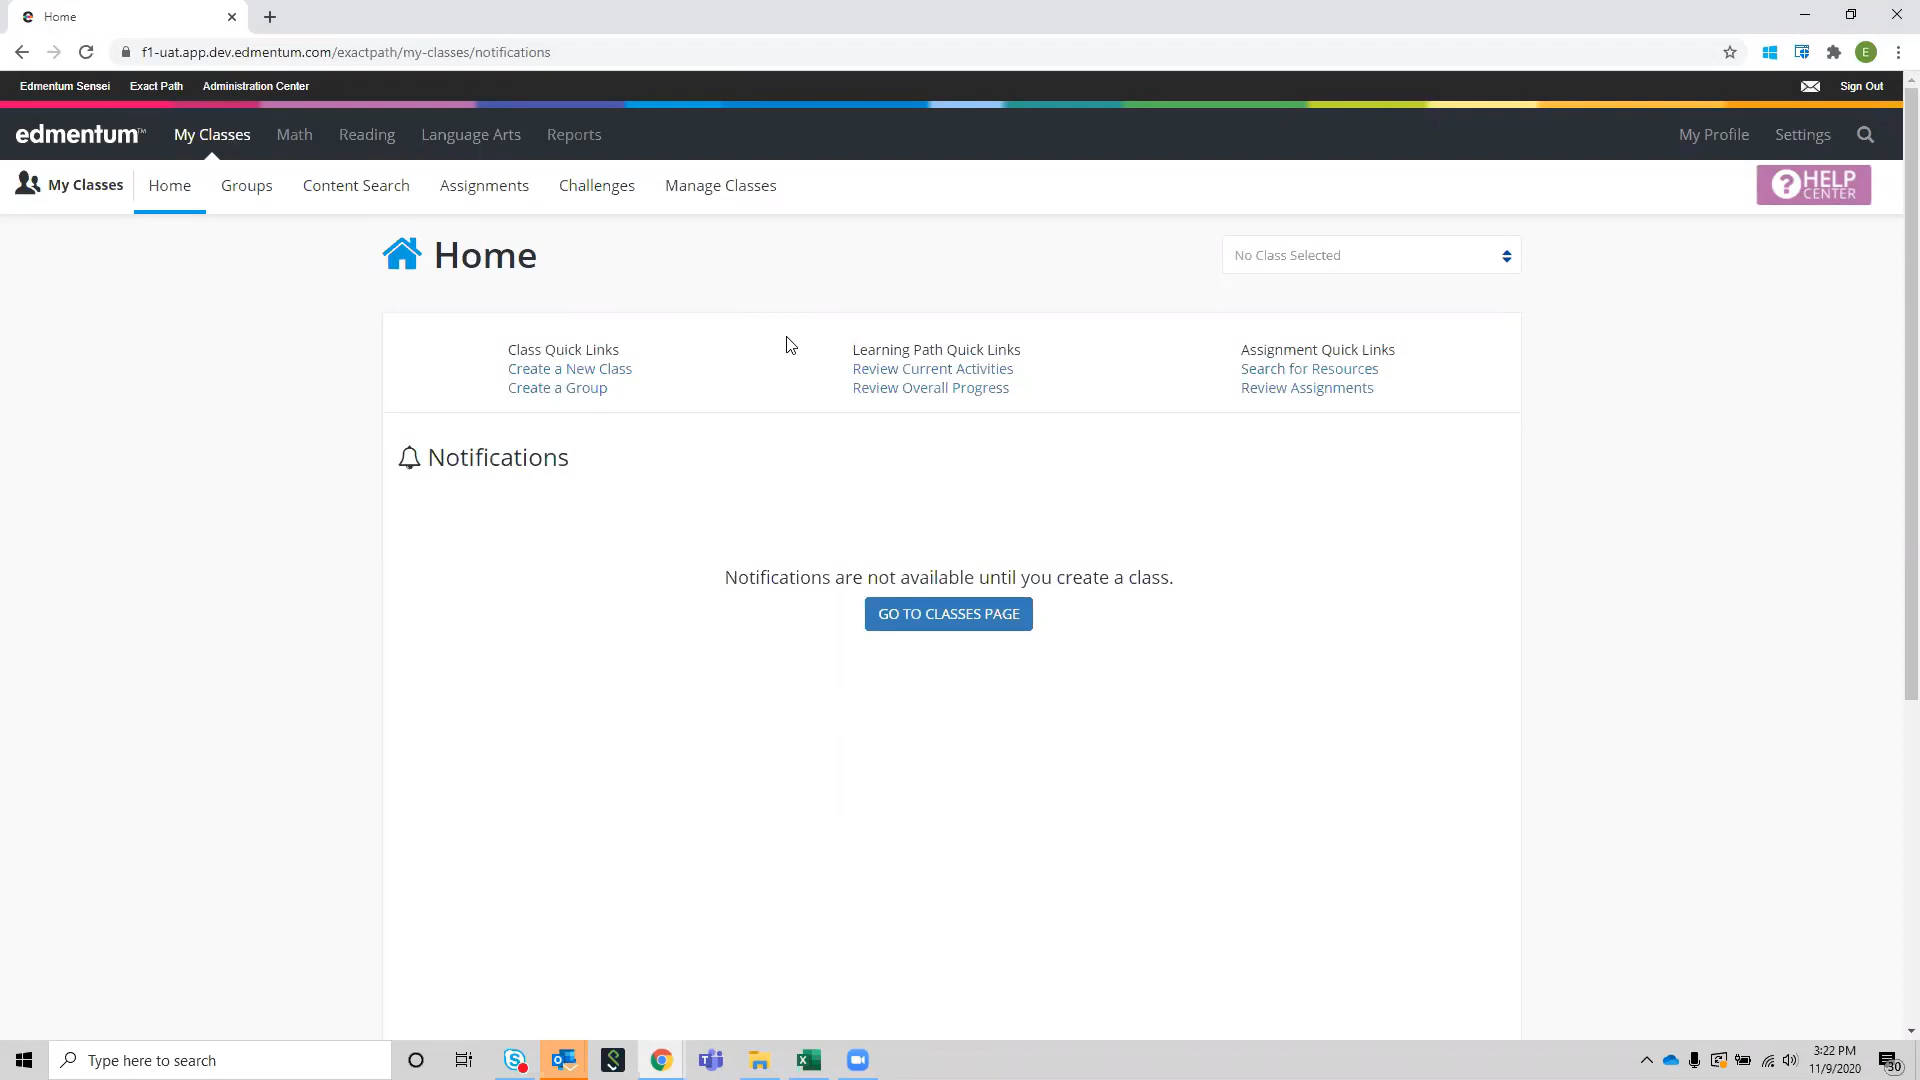 Home
f1-uat.app.dev.edmentum.com/exactpath/my-classes/notifications
E
Edmentum Sensei Exact Path Administration Center Sign Out
edmentum™ My Classes Math Reading Language Arts Reports My Profile Settings
My Classes Home Groups Content Search Assignments Challenges Manage Classes ? HELP CENTER
Home
No Class Selected
Class Quick Links
Create a New Class
Create a Group
Learning Path Quick Links
Review Current Activities
Review Overall Progress
Assignment Quick Links
Search for Resources
Review Assignments
Notifications
Notifications are not available until you create a class.
GO TO CLASSES PAGE
Type here to search
3:22 PM
11/9/2020
30